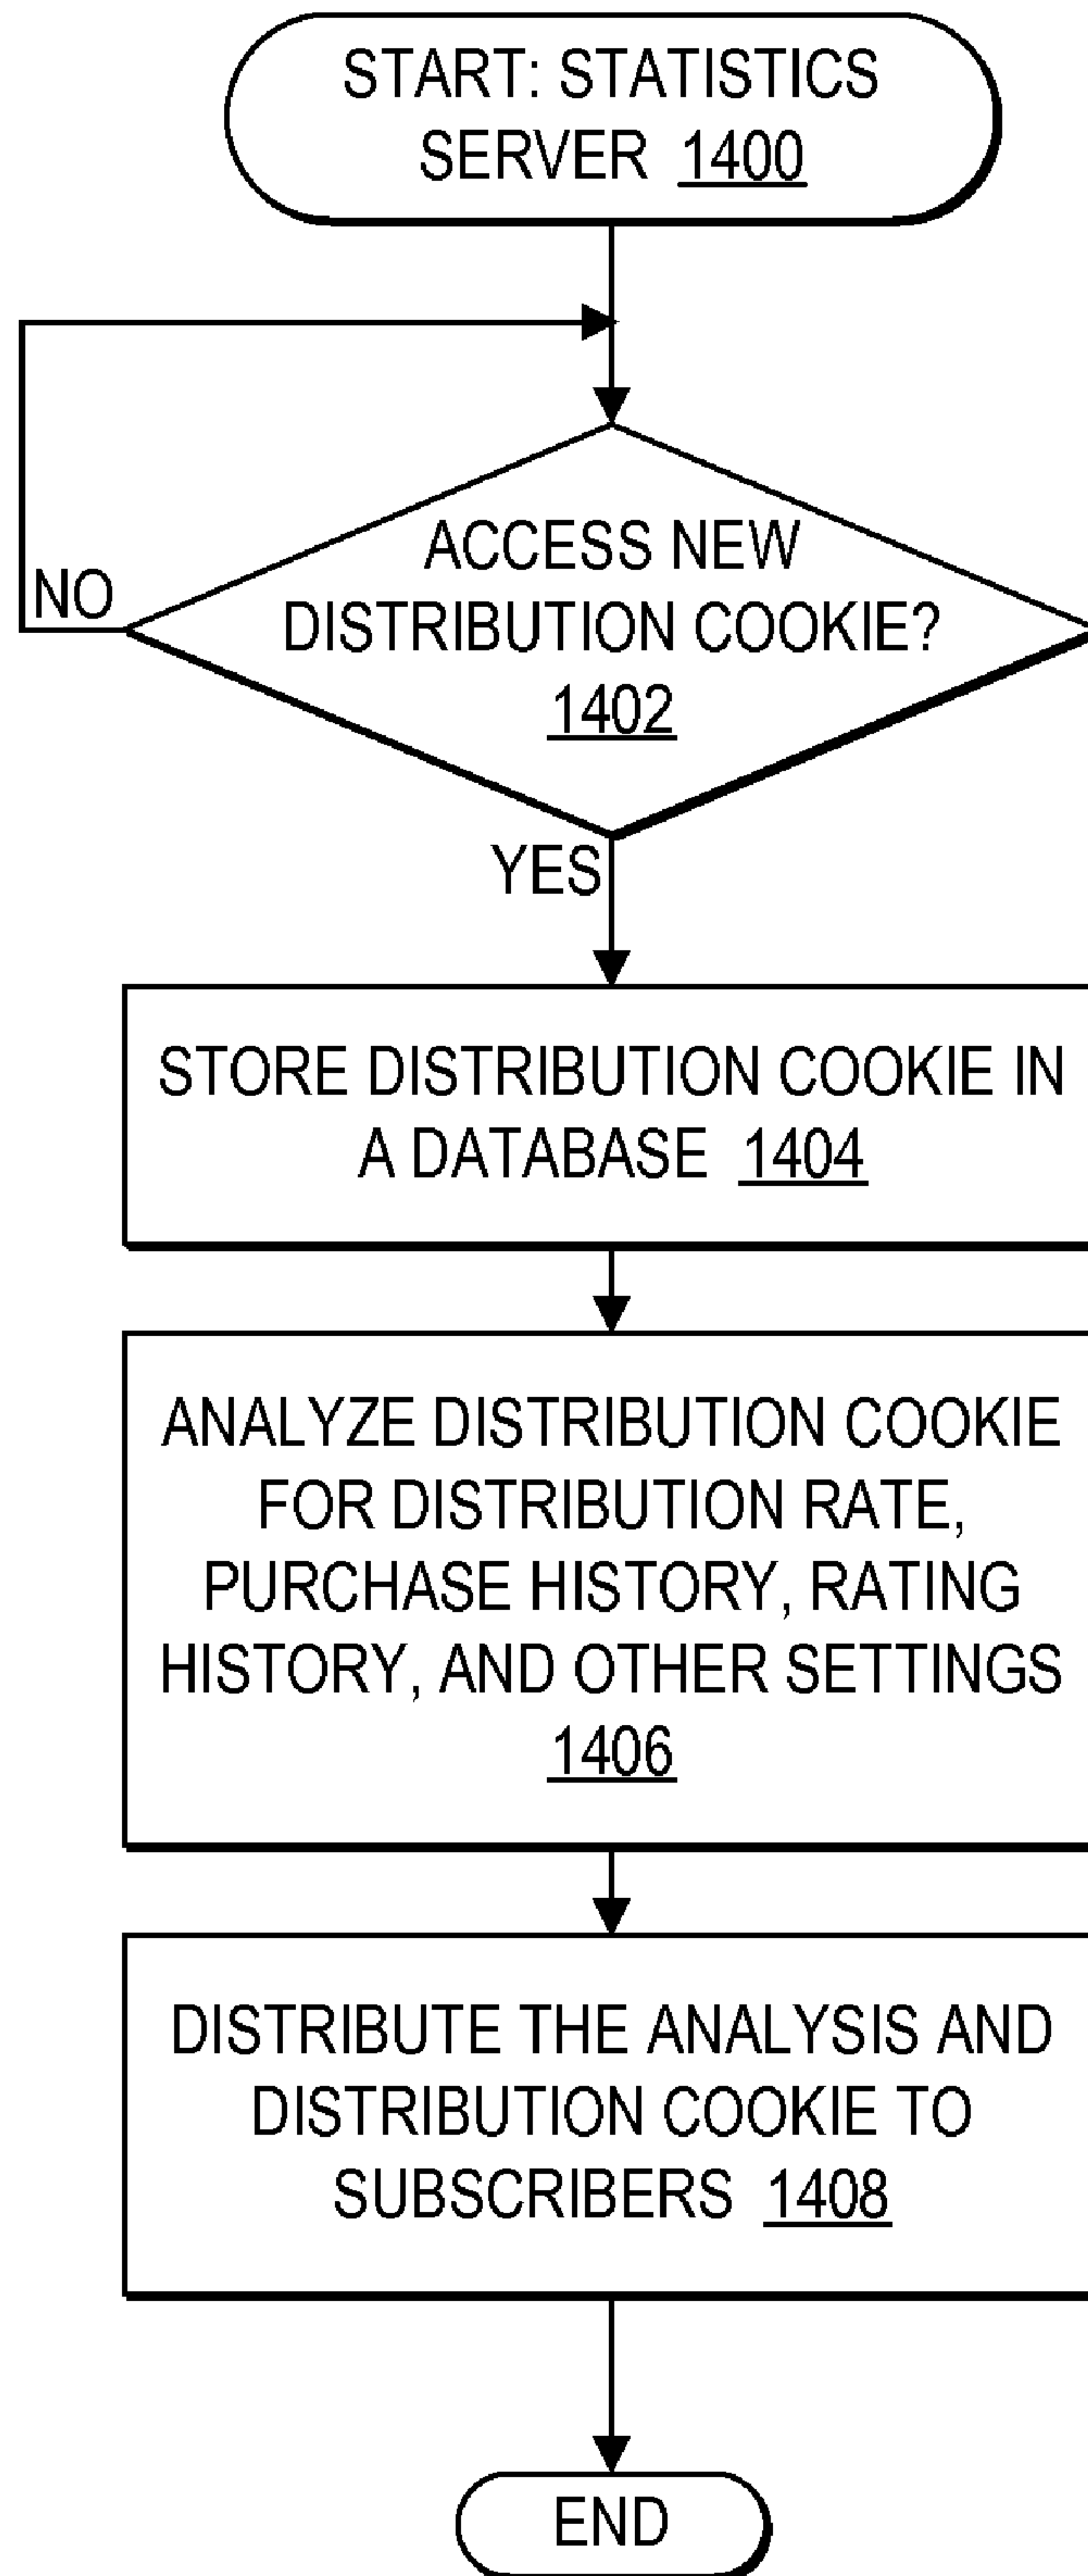 START: STATISTICS
SERVER 1400
ACCESS NEW
DISTRIBUTION COOKIE?
1402
NO
YES
STORE DISTRIBUTION COOKIE IN
A DATABASE 1404
ANALYZE DISTRIBUTION COOKIE
FOR DISTRIBUTION RATE,
PURCHASE HISTORY, RATING
HISTORY, AND OTHER SETTINGS
1406
DISTRIBUTE THE ANALYSIS AND
DISTRIBUTION COOKIE TO
SUBSCRIBERS 1408
END